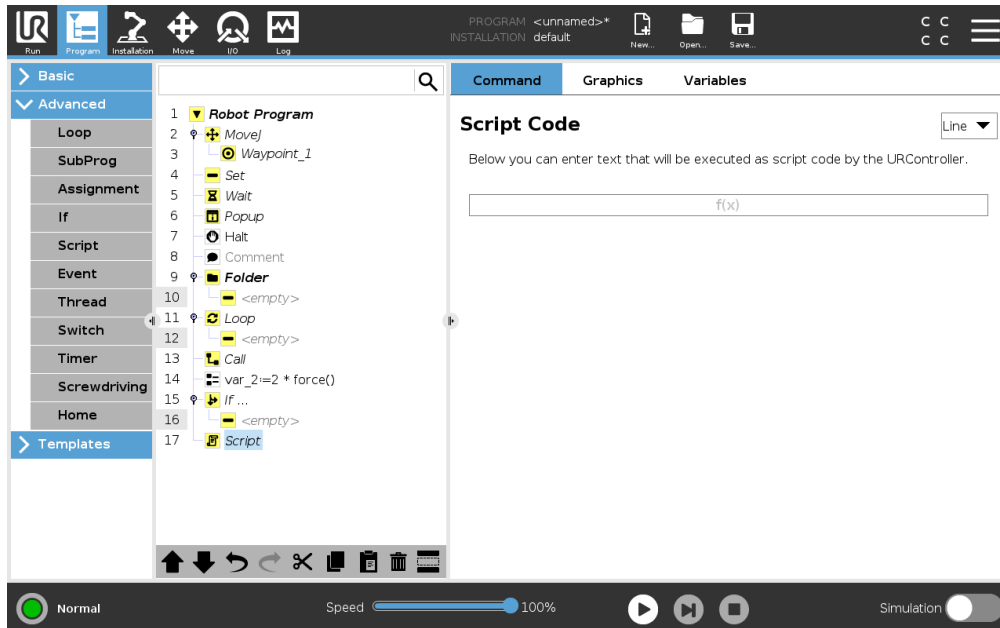 UR
Run
Program
Installation
Move
I/O
Log
PROGRAM <unnamed>*
INSTALLATION default
New...
Open...
Save...
C C
C C
Basic
Advanced
Loop
SubProg
Assignment
If
Script
Event
Thread
Switch
Timer
Screwdriving
Home
Templates
1 Robot Program
2 MoveJ
3 Waypoint_1
4 Set
5 Wait
6 Popup
7 Halt
8 Comment
9 Folder
10 <empty>
11 Loop
12 <empty>
13 Call
14 var_2:=2 * force()
15 If ...
16 <empty>
17 Script
Command Graphics Variables
Script Code
Line
Below you can enter text that will be executed as script code by the URController.
f(x)
Normal
Speed 100%
Simulation